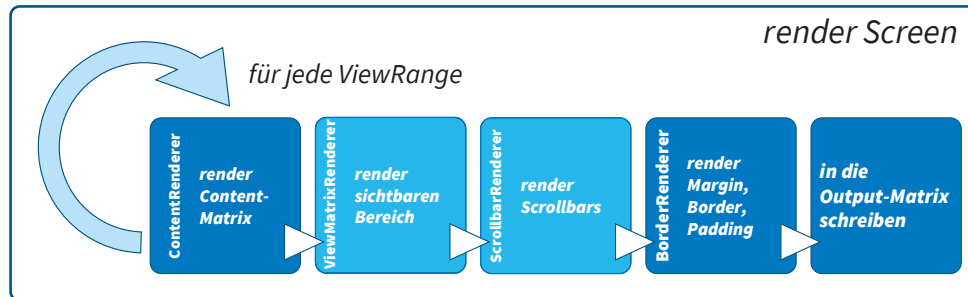 render Screen
für jede ViewRange
ContentRenderer
render
Content-
Matrix
ViewMatrixRenderer
render
sichtbaren
Bereich
ScrollbarRenderer
render
Scrollbars
BorderRenderer
render
Margin,
Border,
Padding
in die
Output-Matrix
schreiben